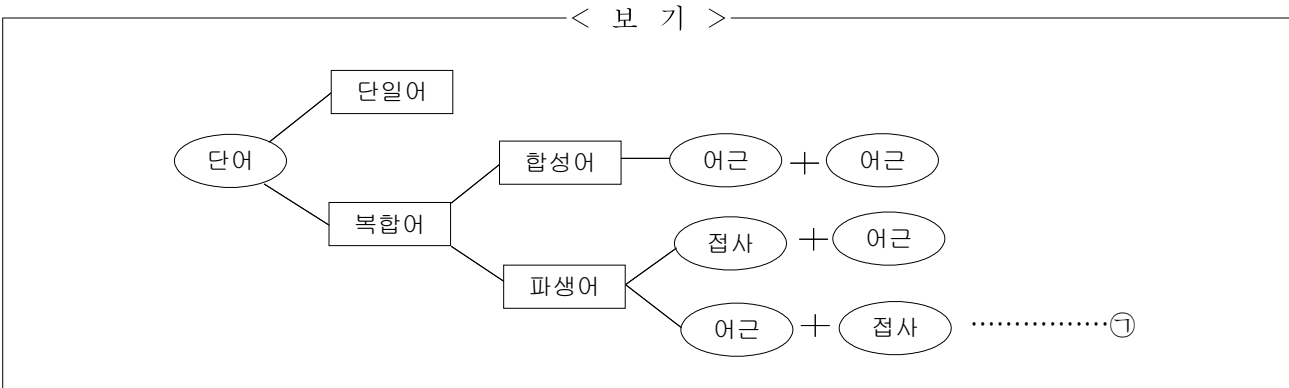 < 보 기 >
단일어
단어
합성어 어근 + 어근
복합어
접사 + 어근
파생어
어근 + 접사 ················㉠